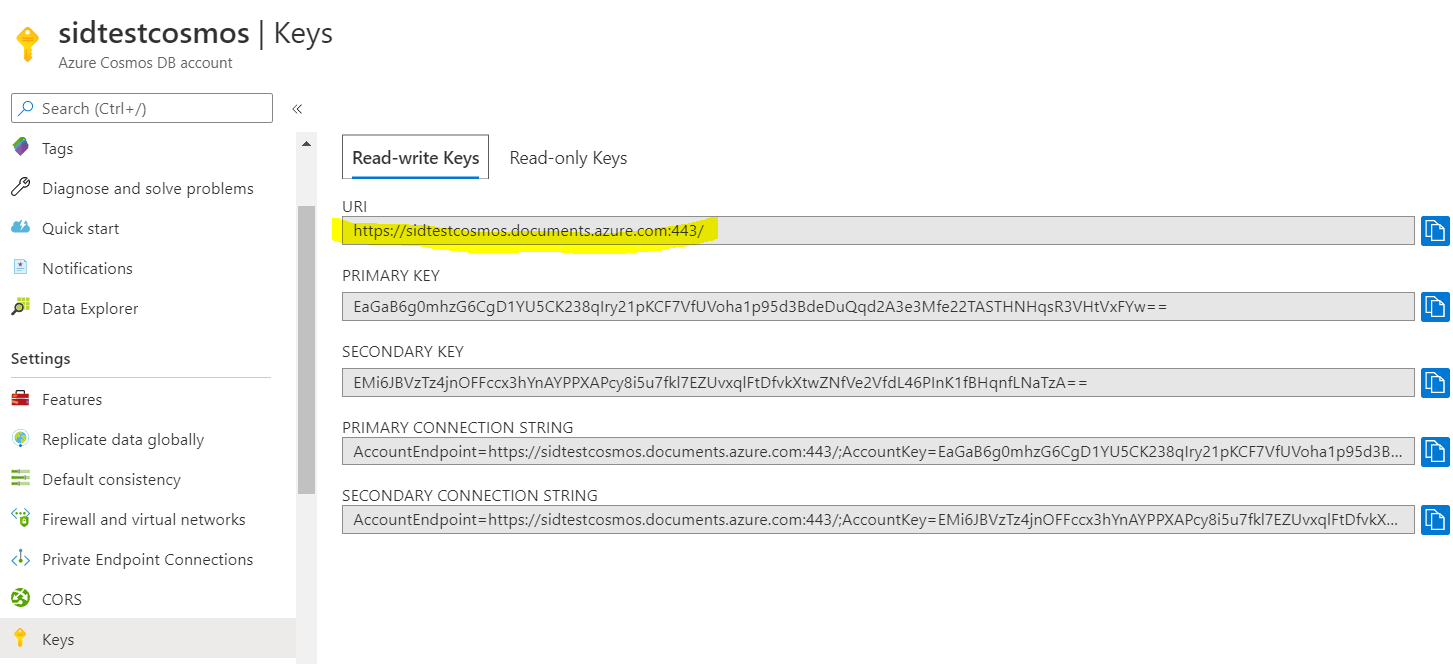 sidtestcosmos | Keys
Azure Cosmos DB account
Search (Ctrl+/)
«
Tags
Diagnose and solve problems
Quick start
Notifications
Data Explorer
Settings
Features
Replicate data globally
Default consistency
Firewall and virtual networks
Private Endpoint Connections
CORS
Keys
Read-write Keys
Read-only Keys
URI
https://sidtestcosmos.documents.azure.com:443/
PRIMARY KEY
EaGaB6g0mhzG6CgD1YU5CK238qIry21pKCF7VfUVoha1p95d3BdeDuQqd2A3e3Mfe22TASTHNHqsR3VHtVxFYw==
SECONDARY KEY
EMi6JBVzTz4jnOFFccx3hYnAYPPXAPcy8i5u7fkl7EZUvxqlFtDfvkXtwZNfVe2VfdL46PInK1fBHqnfLNaTzA==
PRIMARY CONNECTION STRING
AccountEndpoint=https://sidtestcosmos.documents.azure.com:443/;AccountKey=EaGaB6g0mhzG6CgD1YU5CK238qIry21pKCF7VfUVoha1p95d3B...
SECONDARY CONNECTION STRING
AccountEndpoint=https://sidtestcosmos.documents.azure.com:443/;AccountKey=EMi6JBVzTz4jnOFFccx3hYnAYPPXAPcy8i5u7fkl7EZUvxqlFtDfvkX...